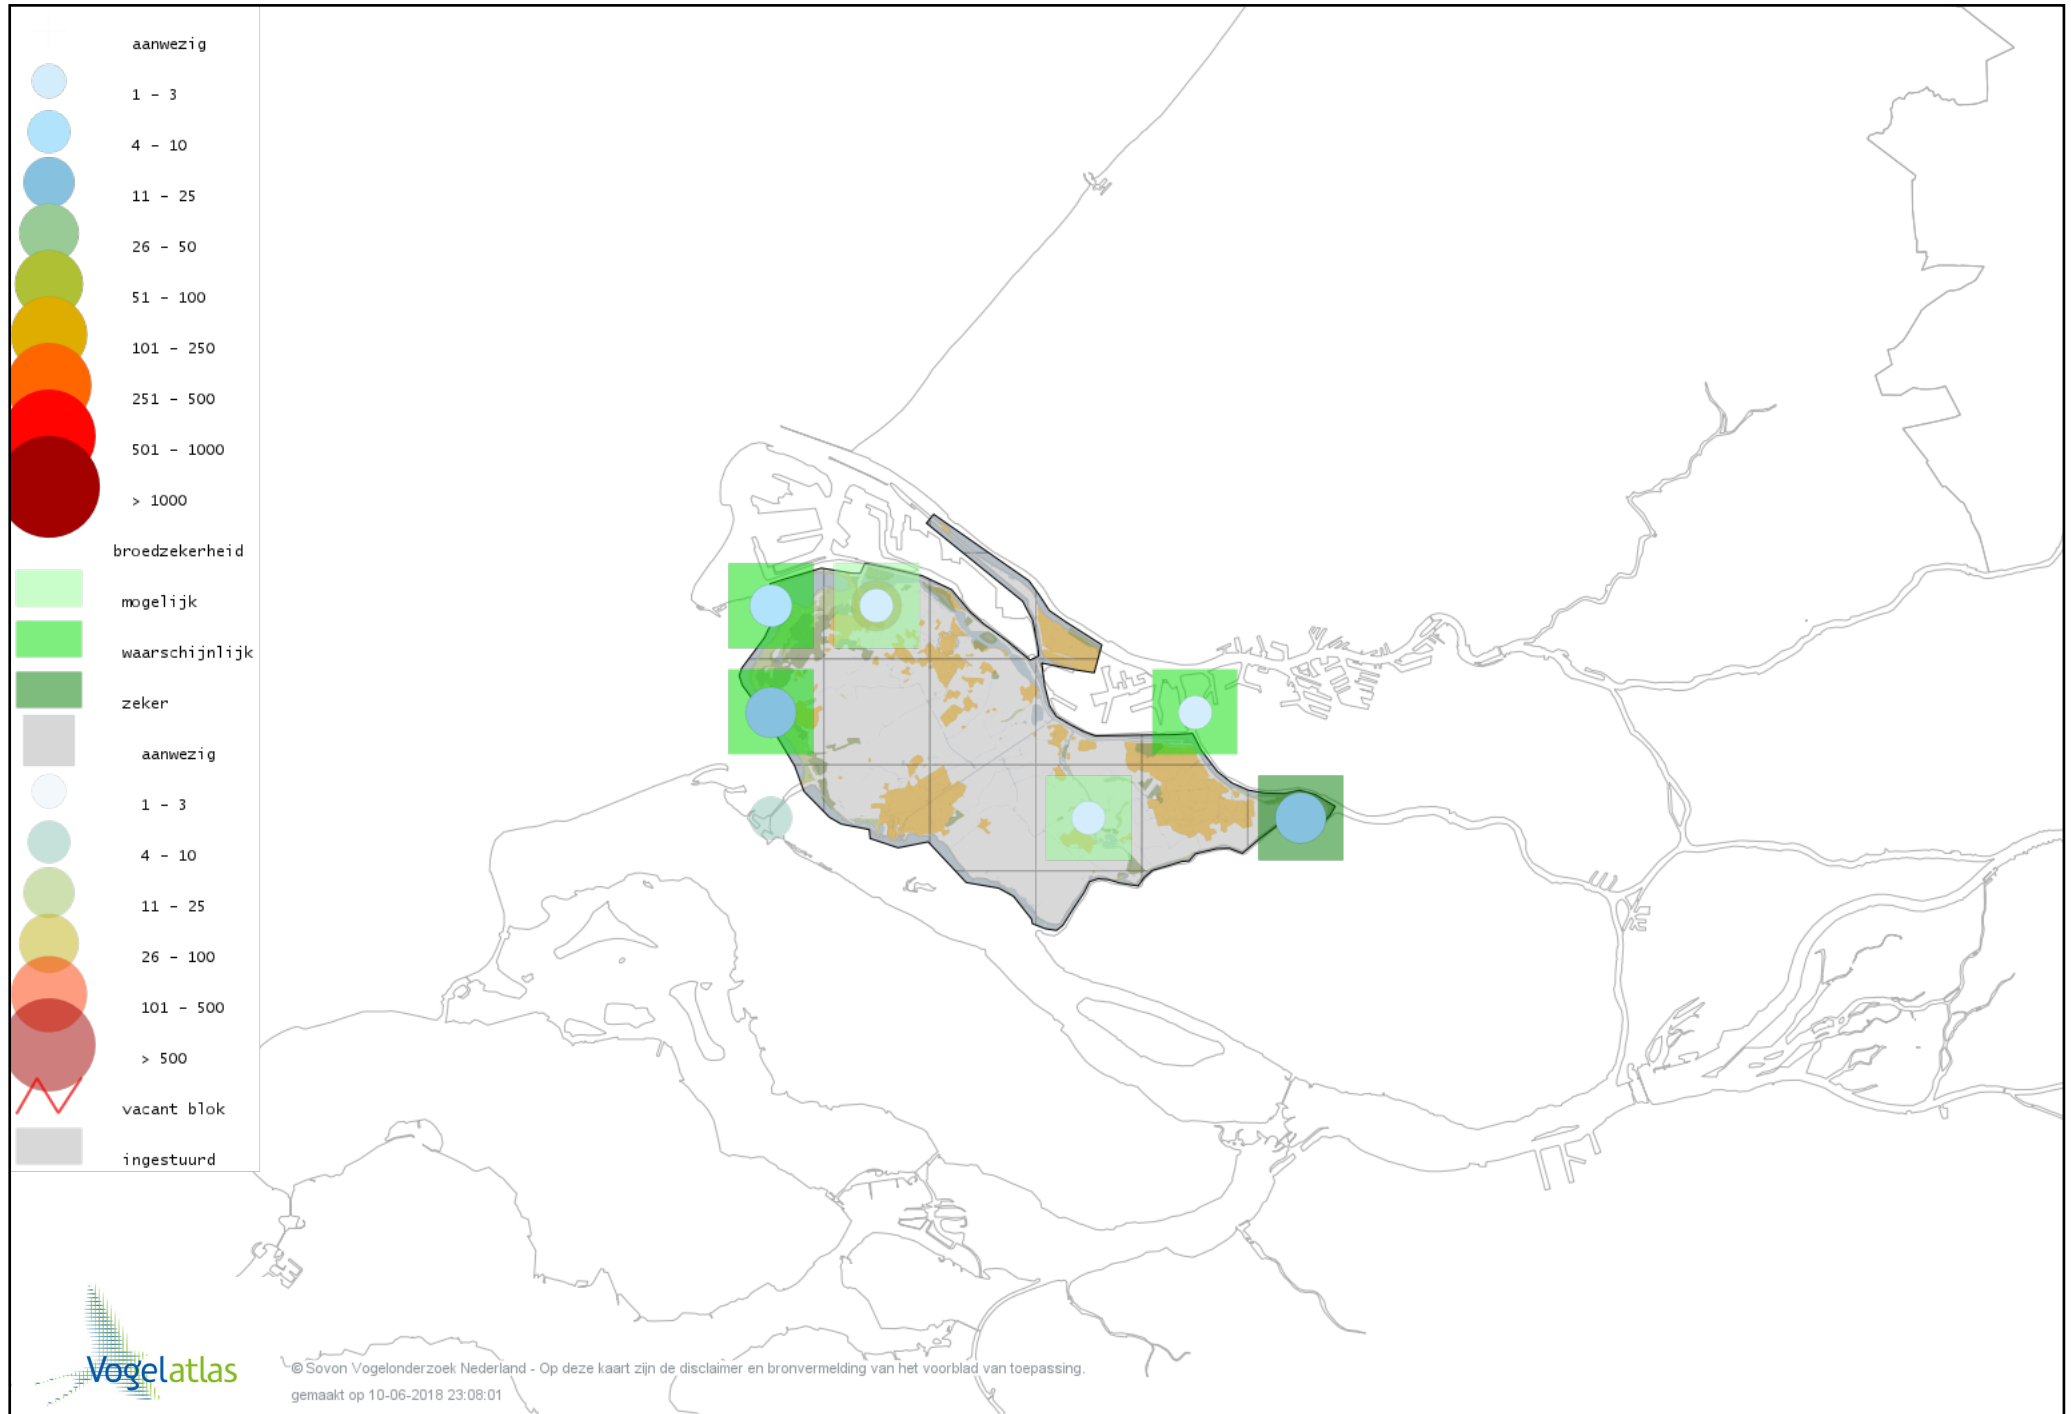 aanwezig
1 – 3
4 – 10
11 – 25
26 – 50
51 – 100
101 – 250
251 – 500
501 – 1000
> 1000
broedzekerheid
mogelijk
waarschijnlijk
zeker
aanwezig
1 – 3
4 – 10
11 – 25
26 – 100
101 – 500
> 500
vacant blok
ingestuurd
Vogelatlas
© Sovon Vogelonderzoek Nederland - Op deze kaart zijn de disclaimer en bronvermelding van het voorblad van toepassing.
gemaakt op 10-06-2018 23:08:01